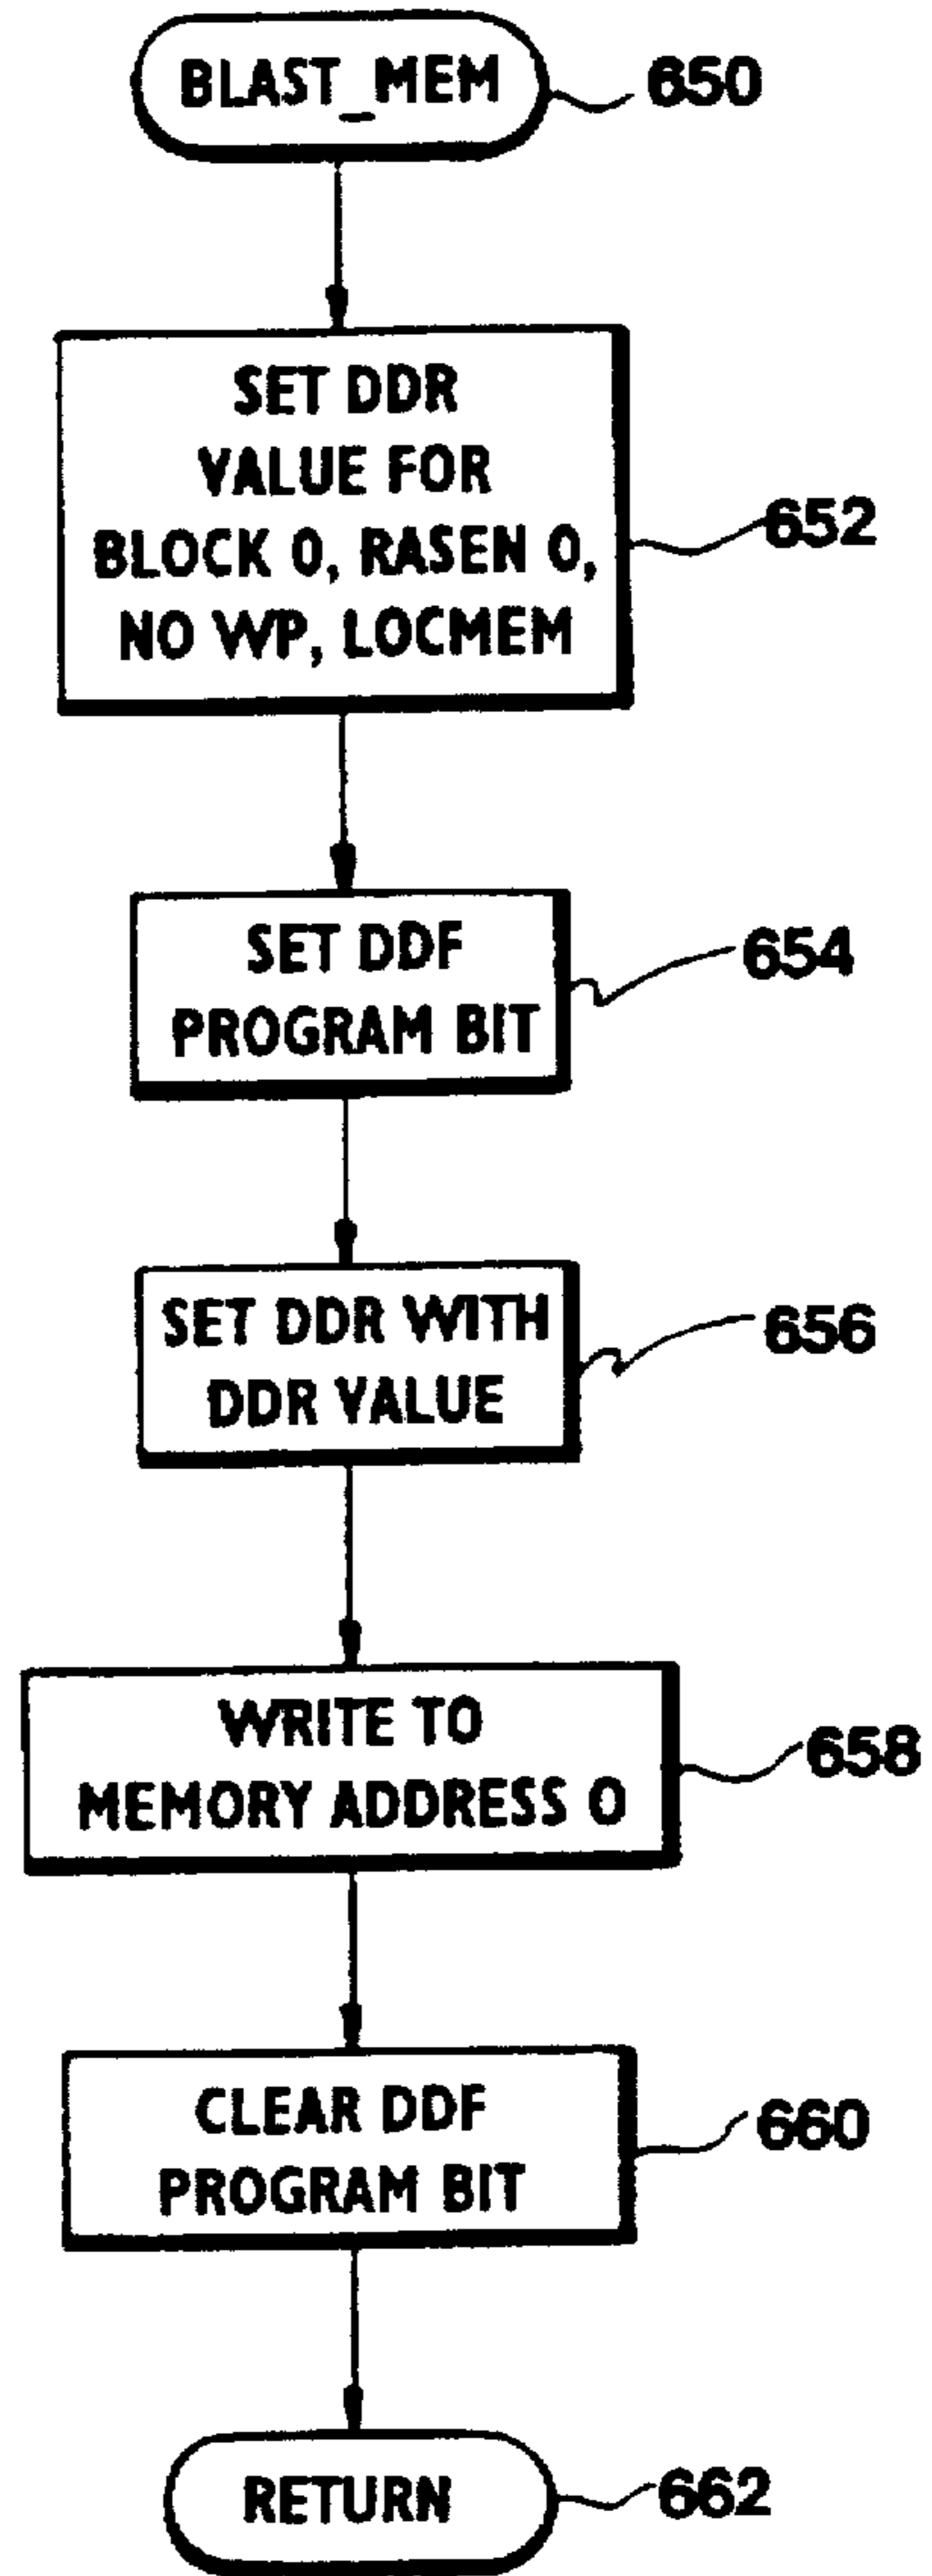 BLAST_MEM
650
SET DDR
VALUE FOR
BLOCK 0, RASEN 0,
NO WP, LOCMEM
652
SET DDF
PROGRAM BIT
654
SET DDR WITH
DDR VALUE
656
WRITE TO
MEMORY ADDRESS 0
658
CLEAR DDF
PROGRAM BIT
660
RETURN
662